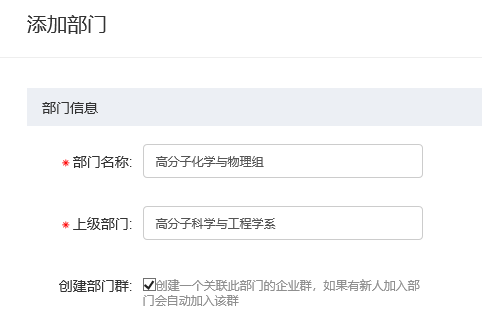 添加部门
部门信息
*部门名称: 高分子化学与物理组
*上级部门: 高分子科学与工程学系
创建部门群: 创建一个关联此部门的企业群，如果有新人加入部
门会自动加入该群